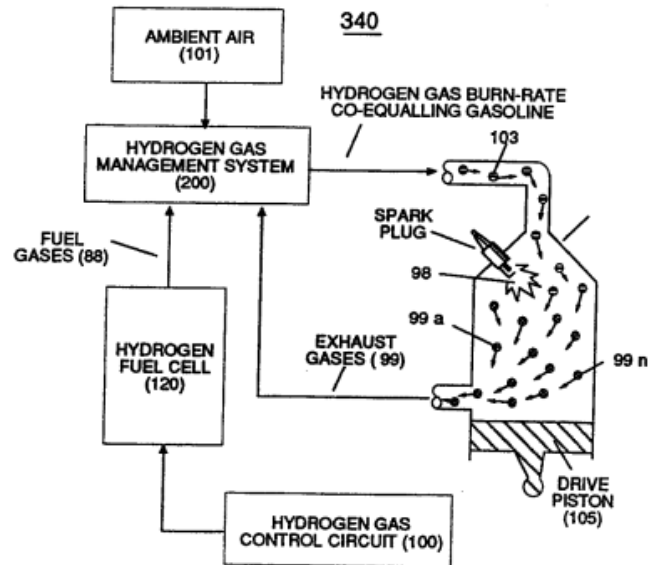 340
AMBIENT AIR
(101)
HYDROGEN GAS BURN-RATE
CO-EQUALLING GASOLINE
103
HYDROGEN GAS
MANAGEMENT SYSTEM
(200)
SPARK
PLUG
FUEL
GASES (88)
98
99 a
EXHAUST
GASES (99)
99 n
HYDROGEN
FUEL CELL
(120)
DRIVE
PISTON
(105)
HYDROGEN GAS
CONTROL CIRCUIT (100)